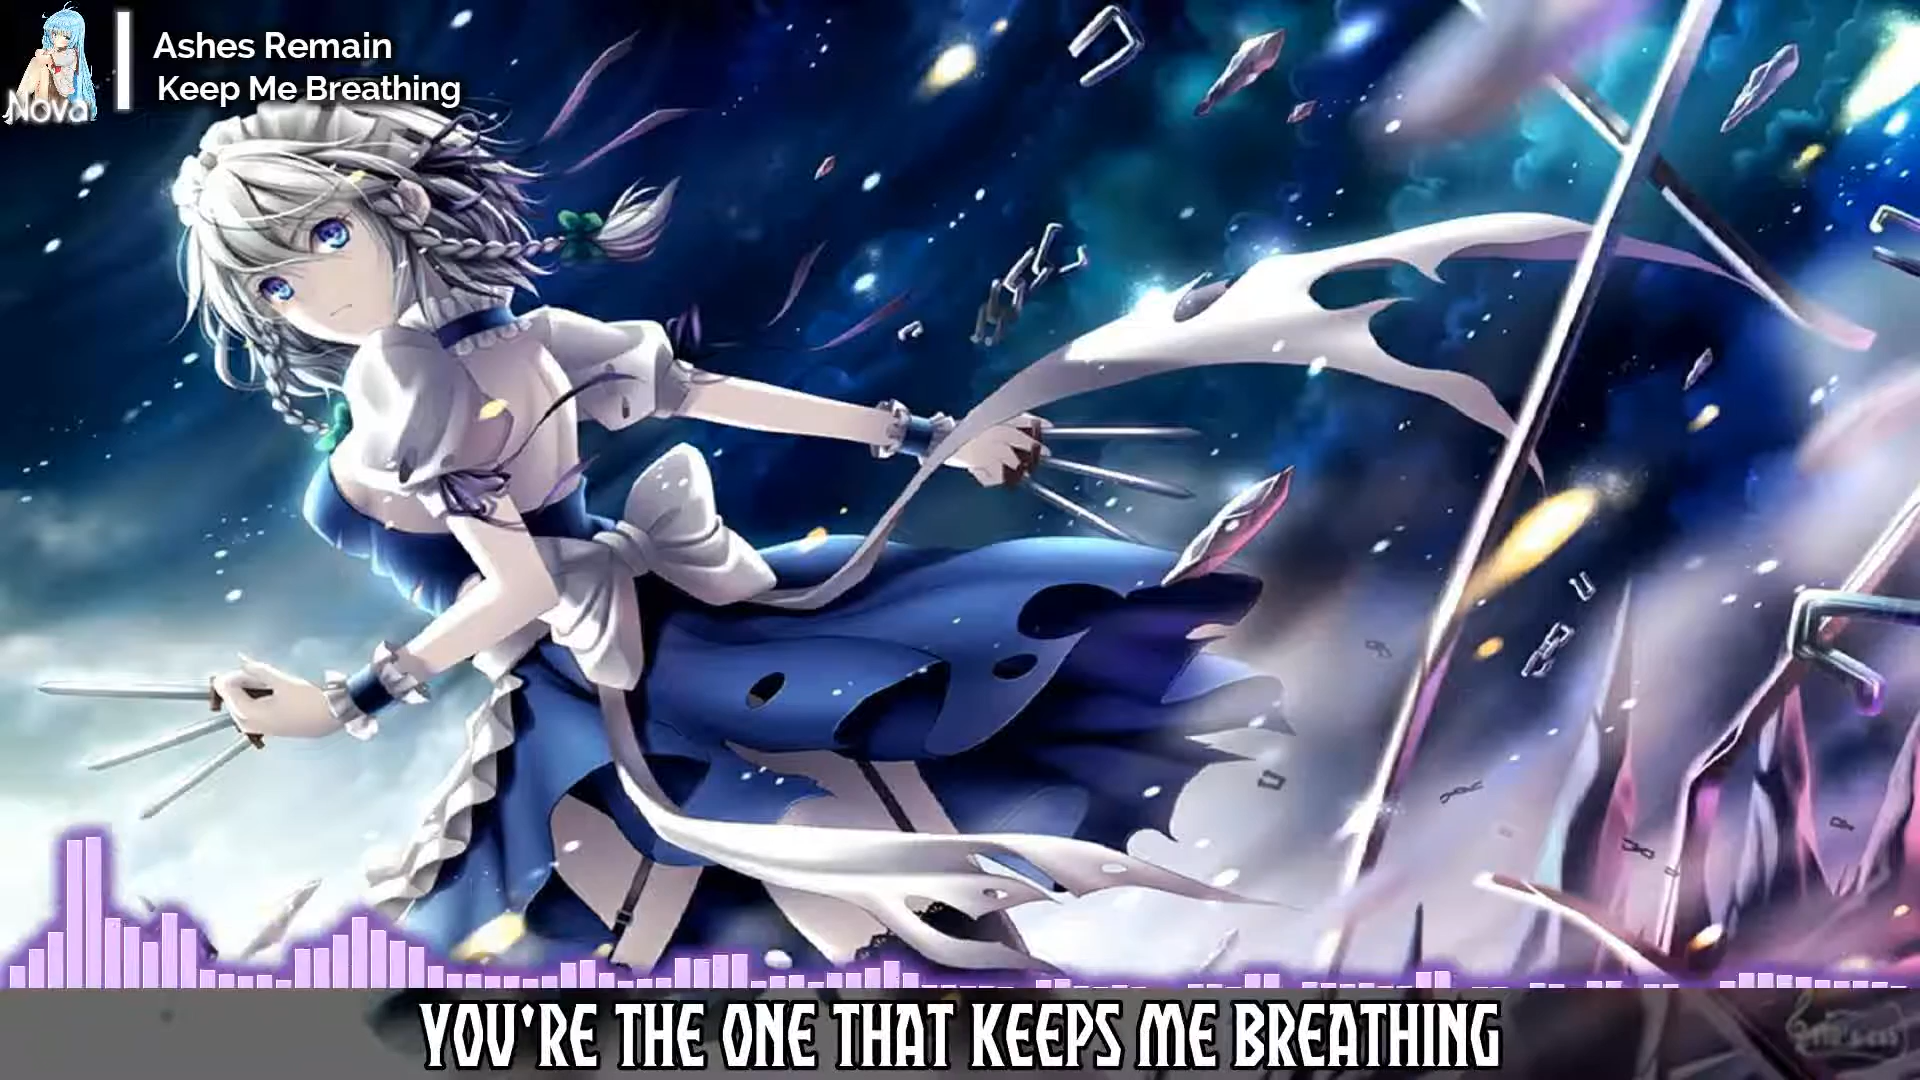 Ashes Remain
Keep Me Breathing
Nova
YOU'RE THE ONE THAT KEEPS ME BREATHING